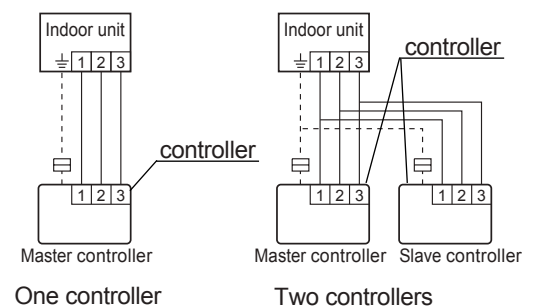 Indoor unit
1 2 3
controller
1 2 3
Master controller
One controller
Indoor unit
1 2 3
controller
1 2 3
1 2 3
Master controller
Slave controller
Two controllers